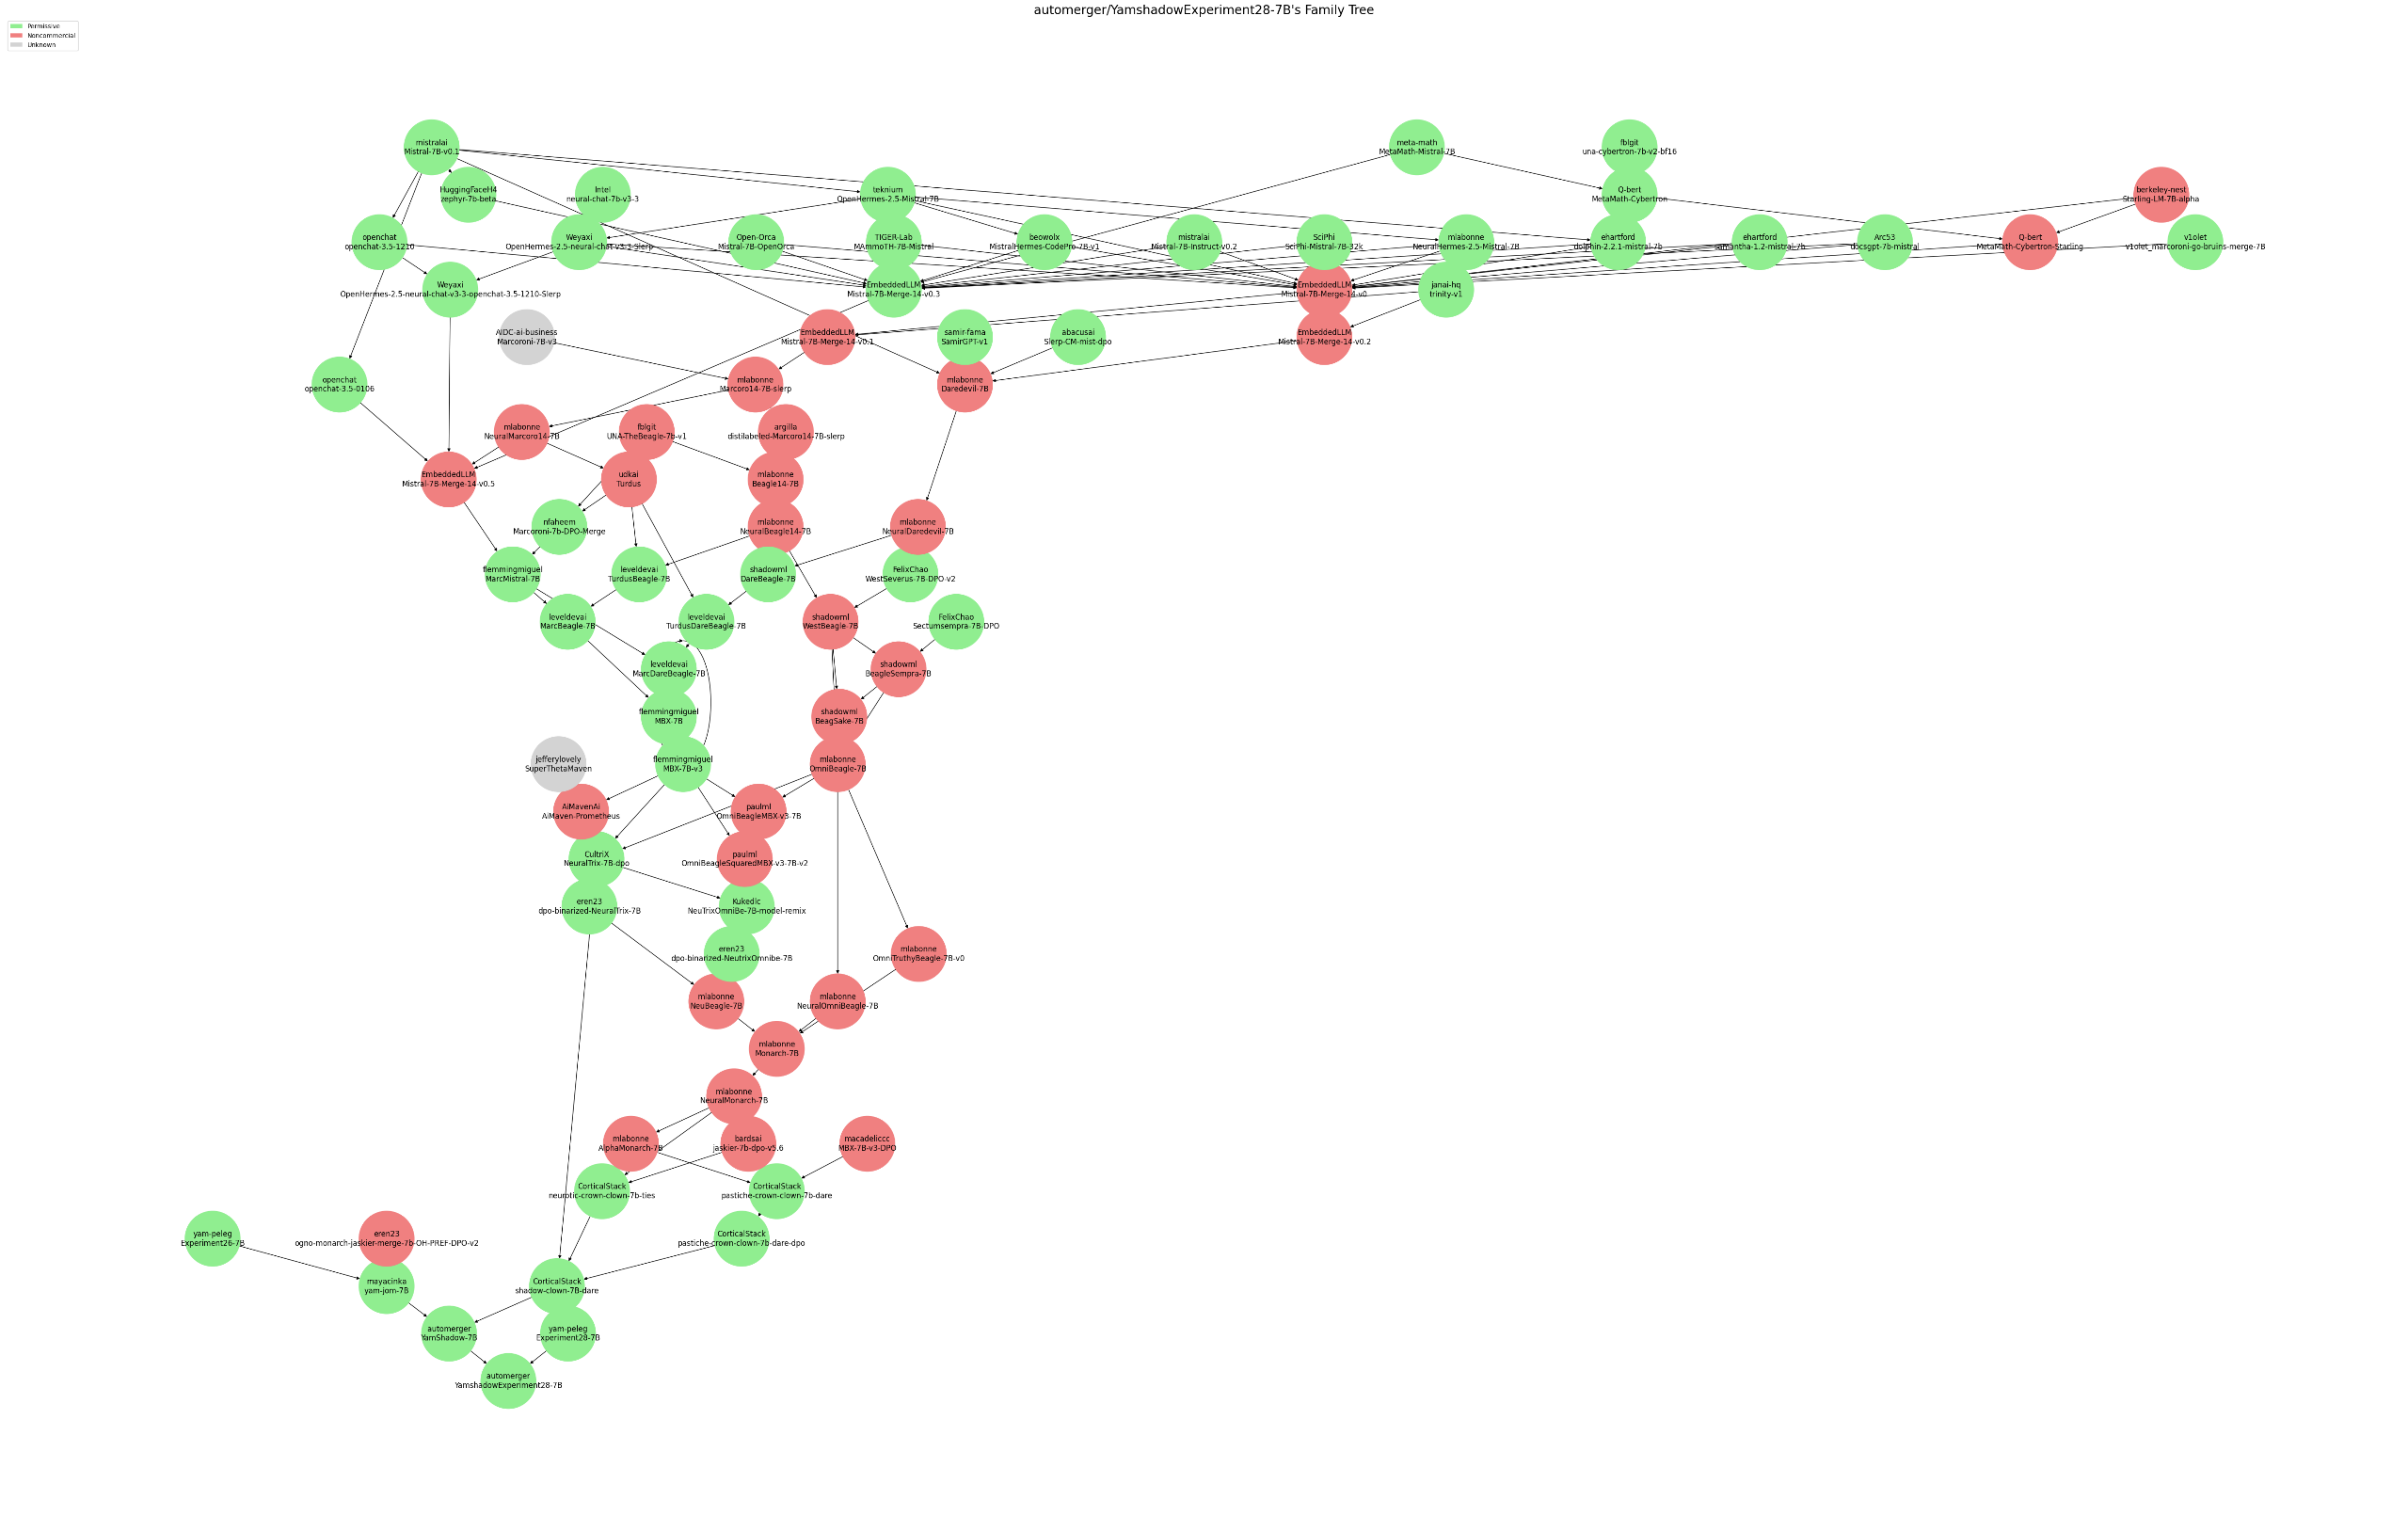 automerger/YamshadowExperiment28-7B's Family Tree
Permissive
Noncommercial
Unknown
mistralai
Mistral-7B-v0.1
meta-math
MetaMath-Mistral-7B
fblgit
una-cybertron-7b-v2-bf16
HuggingFaceH4
zephyr-7b-beta
Intel
neural-chat-7b-v3-3
teknium
OpenHermes-2.5-Mistral-7B
Q-bert
MetaMath-Cybertron
berkeley-nest
Starling-LM-7B-alpha
openchat
openchat-3.5-1210
Weyaxi
OpenHermes-2.5-neural-chat-v3-3-Slerp
Open-Orca
Mistral-7B-OpenOrca
TIGER-Lab
MAmmoTH-7B-Mistral
beowolx
MistralHermes-CodePro-7B-v1
mistralai
Mistral-7B-Instruct-v0.2
SciPhi
SciPhi-Mistral-7B-32k
mlabonne
NeuralHermes-2.5-Mistral-7B
ehartford
dolphin-2.2.1-mistral-7b
ehartford
samantha-1.2-mistral-7b
Arc53
docsgpt-7b-mistral
Q-bert
MetaMath-Cybertron-Starling
v1olet
v1olet_marcoroni-go-bruins-merge-7B
Weyaxi
OpenHermes-2.5-neural-chat-v3-3-openchat-3.5-1210-Slerp
EmbeddedLLM
Mistral-7B-Merge-14-v0.3
EmbeddedLLM
Mistral-7B-Merge-14-v0
janai-hq
trinity-v1
AIDC-ai-business
Marcoroni-7B-v3
EmbeddedLLM
Mistral-7B-Merge-14-v0.1
samir-fama
SamirGPT-v1
abacusai
Slerp-CM-mist-dpo
EmbeddedLLM
Mistral-7B-Merge-14-v0.2
openchat
openchat-3.5-0106
mlabonne
Marcoro14-7B-slerp
mlabonne
Daredevil-7B
mlabonne
NeuralMarcoro14-7B
fblgit
UNA-TheBeagle-7b-v1
argilla
distilabeled-Marcoro14-7B-slerp
EmbeddedLLM
Mistral-7B-Merge-14-v0.5
udkai
Turdus
mlabonne
Beagle14-7B
nfaheem
Marcoroni-7b-DPO-Merge
mlabonne
NeuralBeagle14-7B
mlabonne
NeuralDaredevil-7B
flemmingmiguel
MarcMistral-7B
leveldevai
TurdusBeagle-7B
shadowml
DareBeagle-7B
FelixChao
WestSeverus-7B-DPO-v2
leveldevai
MarcBeagle-7B
leveldevai
TurdusDareBeagle-7B
shadowml
WestBeagle-7B
FelixChao
Sectumsempra-7B-DPO
leveldevai
MarcDareBeagle-7B
shadowml
BeagleSempra-7B
flemmingmiguel
MBX-7B
shadowml
BeagSake-7B
jefferylovely
SuperThetaMaven
flemmingmiguel
MBX-7B-v3
mlabonne
OmniBeagle-7B
AiMavenAi
AiMaven-Prometheus
paulml
OmniBeagleMBX-v3-7B
CultriX
NeuralTrix-7B-dpo
paulml
OmniBeagleSquaredMBX-v3-7B-v2
eren23
dpo-binarized-NeuralTrix-7B
Kukedlc
NeuTrixOmniBe-7B-model-remix
eren23
dpo-binarized-NeutrixOmnibe-7B
mlabonne
OmniTruthyBeagle-7B-v0
mlabonne
NeuBeagle-7B
mlabonne
NeuralOmniBeagle-7B
mlabonne
Monarch-7B
mlabonne
NeuralMonarch-7B
mlabonne
AlphaMonarch-7B
bardsai
jaskier-7b-dpo-v5.6
macadeliccc
MBX-7B-v3-DPO
CorticalStack
neurotic-crown-clown-7b-ties
CorticalStack
pastiche-crown-clown-7b-dare
yam-peleg
Experiment26-7B
eren23
ogno-monarch-jaskier-merge-7b-OH-PREF-DPO-v2
CorticalStack
pastiche-crown-clown-7b-dare-dpo
mayacinka
yam-jom-7B
CorticalStack
shadow-clown-7B-dare
automerger
YamShadow-7B
yam-peleg
Experiment28-7B
automerger
YamshadowExperiment28-7B